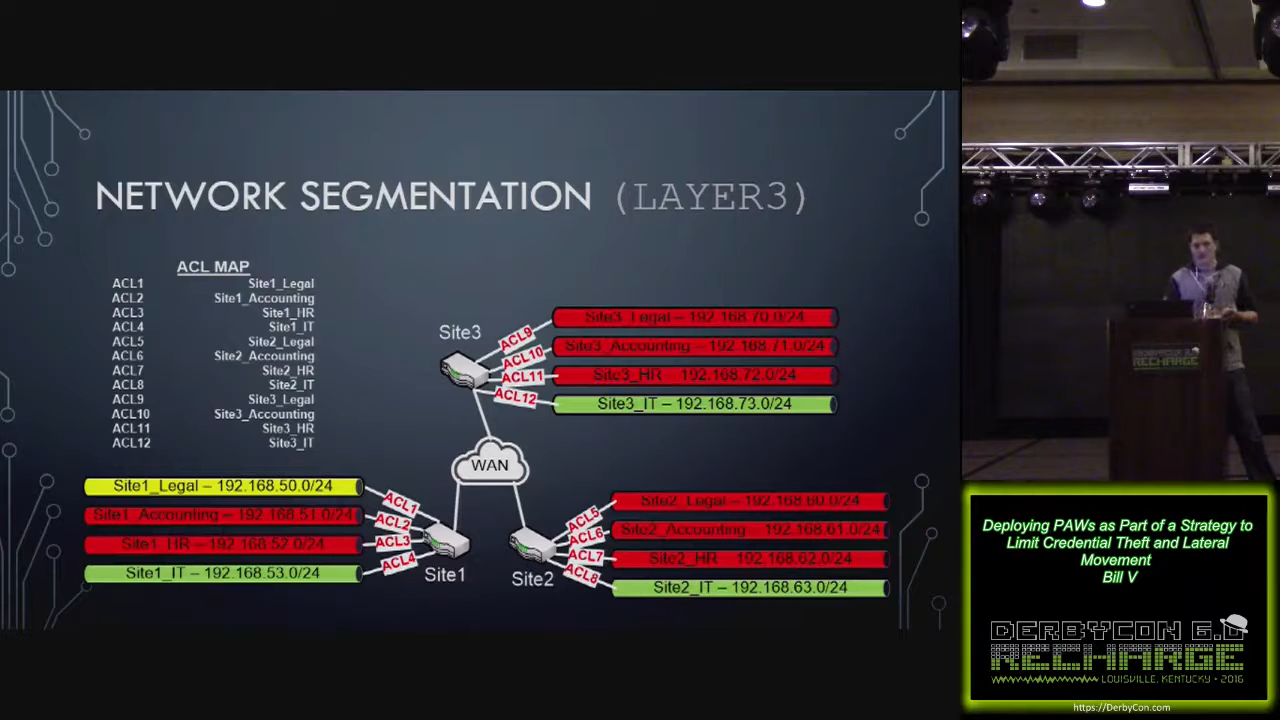 NETWORK SEGMENTATION (LAYER3)
ACL MAP
ACL1 Site1_Legal
ACL2 Site1_Accounting
ACL3 Site1_HR
ACL4 Site1_IT
ACL5 Site2_Legal
ACL6 Site2_Accounting
ACL7 Site2_HR
ACL8 Site2_IT
ACL9 Site3_Legal
ACL10 Site3_Accounting
ACL11 Site3_HR
ACL12 Site3_IT
Site3
ACL9
ACL10
ACL11
ACL12
Site3_Legal – 192.168.70.0/24
Site3_Accounting – 192.168.71.0/24
Site3_HR – 192.168.72.0/24
Site3_IT – 192.168.73.0/24
WAN
Site1_Legal – 192.168.50.0/24
Site1_Accounting – 192.168.51.0/24
Site1_HR – 192.168.52.0/24
Site1_IT – 192.168.53.0/24
ACL1
ACL2
ACL3
ACL4
Site1
Site2
ACL5
ACL6
ACL7
ACL8
Site2_Legal – 192.168.60.0/24
Site2_Accounting – 192.168.61.0/24
Site2_HR – 192.168.62.0/24
Site2_IT – 192.168.63.0/24
DERBYCON 6.0
RECHARGE
Deploying PAWs as Part of a Strategy to
Limit Credential Theft and Lateral
Movement
Bill V
DERBYCON 6.0
RECHARGE
LOUISVILLE, KENTUCKY • 2016
https://DerbyCon.com